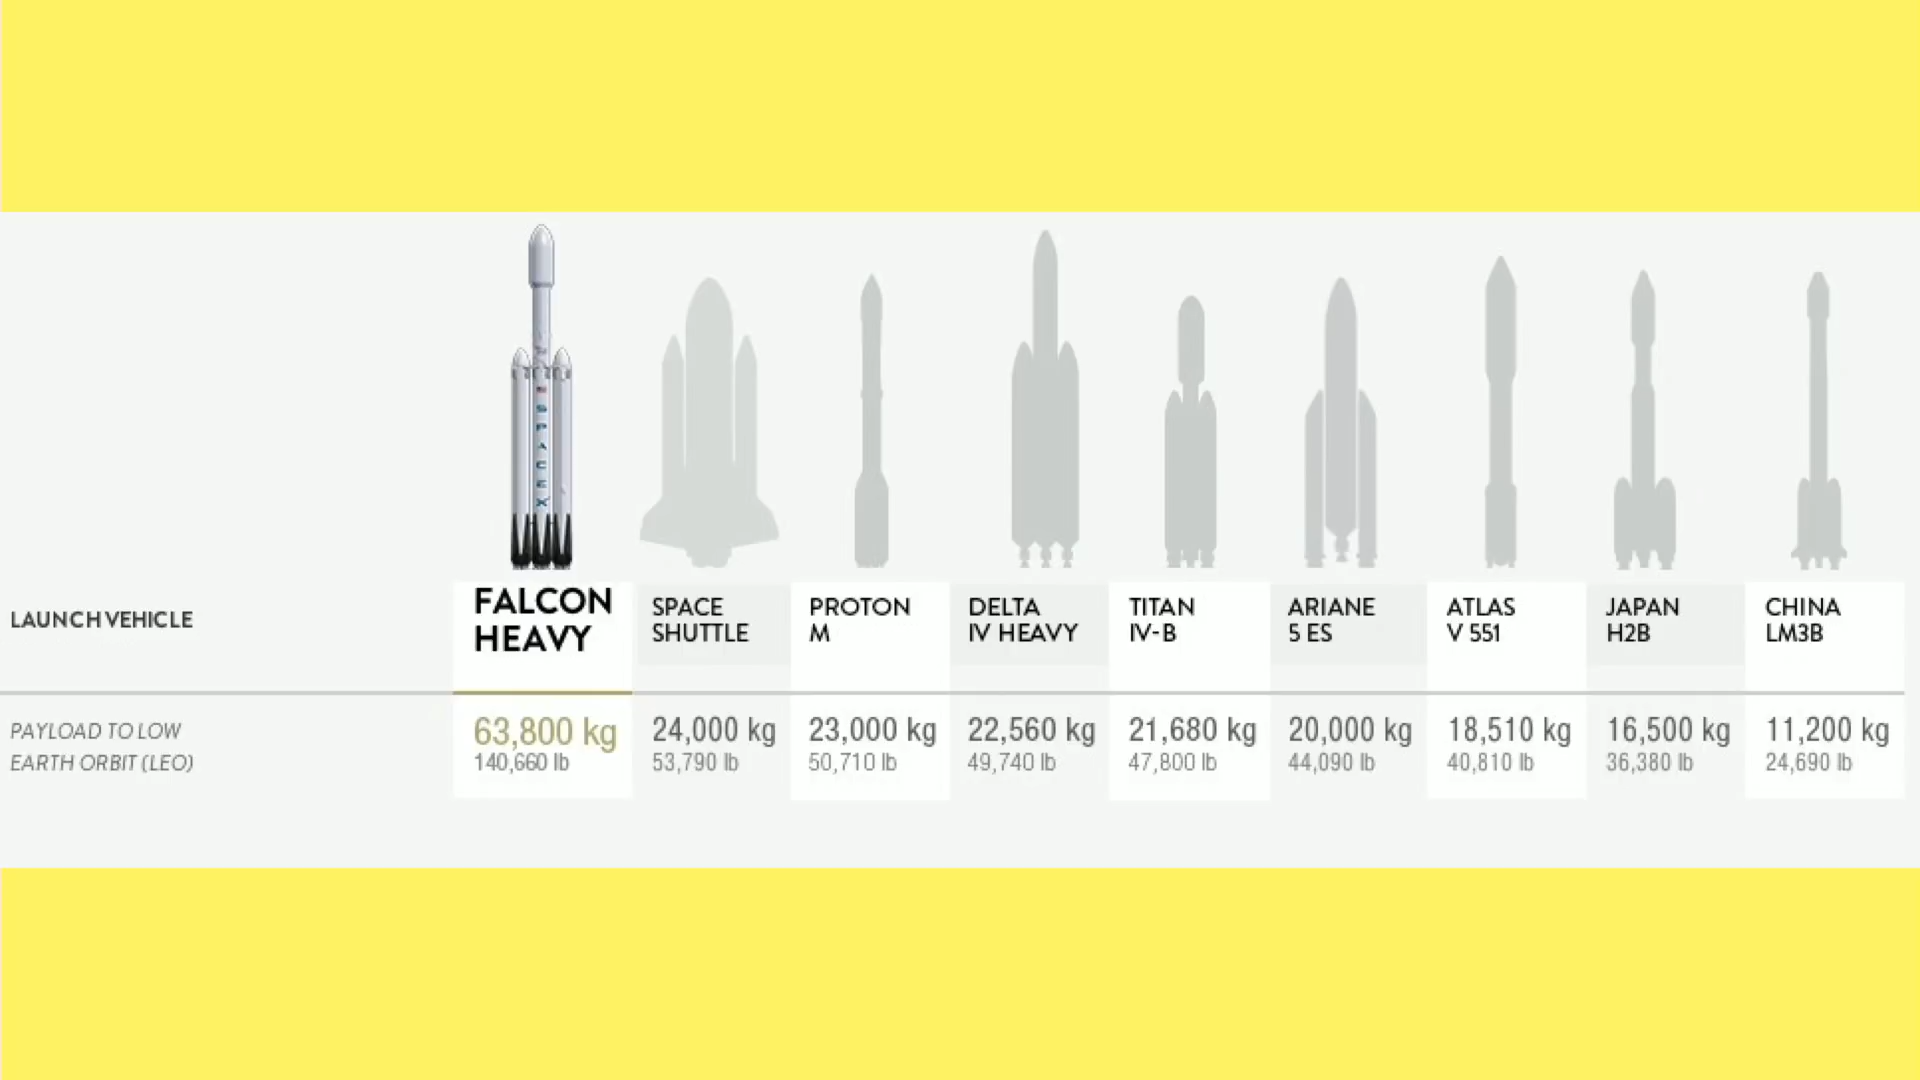 SPACEX
LAUNCH VEHICLE
FALCON
HEAVY
SPACE
SHUTTLE
PROTON
M
DELTA
IV HEAVY
TITAN
IV-B
ARIANE
5 ES
ATLAS
V 551
JAPAN
H2B
CHINA
LM3B
PAYLOAD TO LOW
EARTH ORBIT (LEO)
63,800 kg
140,660 lb
24,000 kg
53,790 lb
23,000 kg
50,710 lb
22,560 kg
49,740 lb
21,680 kg
47,800 lb
20,000 kg
44,090 lb
18,510 kg
40,810 lb
16,500 kg
36,380 lb
11,200 kg
24,690 lb